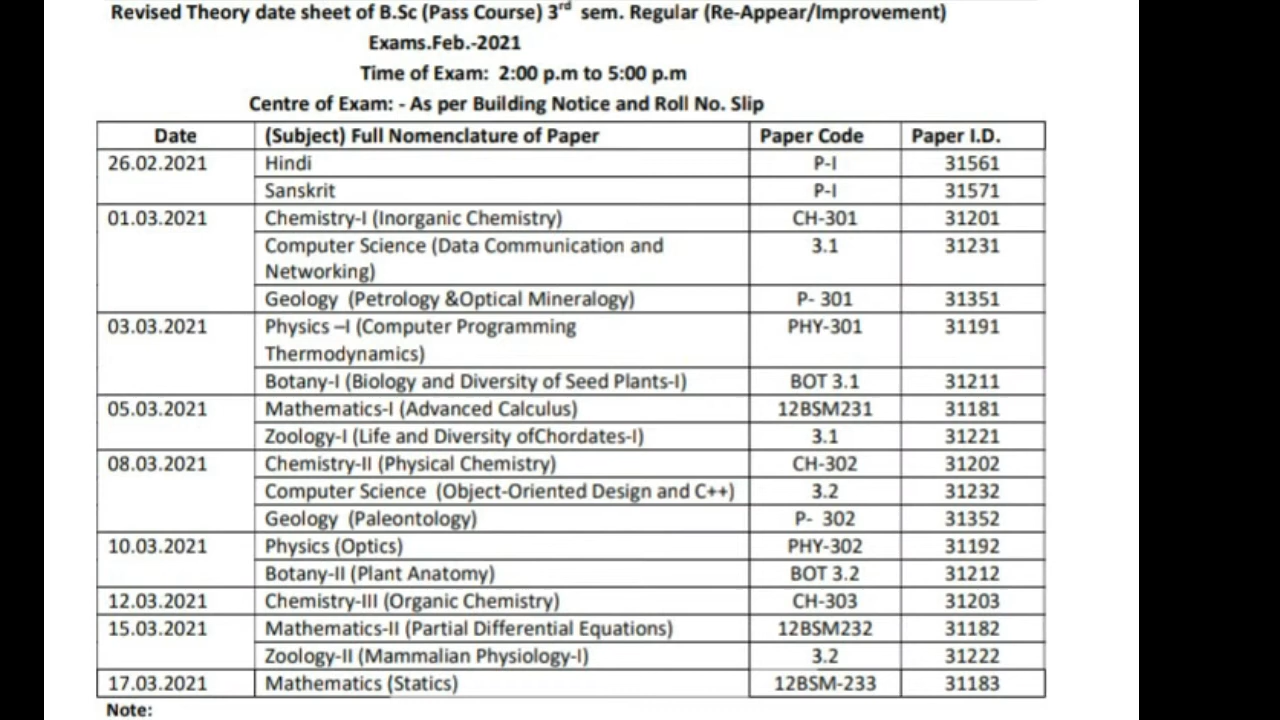 Revised Theory date sheet of B.Sc (Pass Course) 3rd sem. Regular (Re-Appear/Improvement)
Exams.Feb.-2021
Time of Exam: 2:00 p.m to 5:00 p.m
Centre of Exam: - As per Building Notice and Roll No. Slip
Date (Subject) Full Nomenclature of Paper Paper Code Paper I.D.
26.02.2021 Hindi P-I 31561
Sanskrit P-I 31571
01.03.2021 Chemistry-I (Inorganic Chemistry) CH-301 31201
Computer Science (Data Communication and 3.1 31231
Networking)
Geology (Petrology &Optical Mineralogy) P- 301 31351
03.03.2021 Physics –I (Computer Programming PHY-301 31191
Thermodynamics)
Botany-I (Biology and Diversity of Seed Plants-I) BOT 3.1 31211
05.03.2021 Mathematics-I (Advanced Calculus) 12BSM231 31181
Zoology-I (Life and Diversity ofChordates-I) 3.1 31221
08.03.2021 Chemistry-II (Physical Chemistry) CH-302 31202
Computer Science (Object-Oriented Design and C++) 3.2 31232
Geology (Paleontology) P- 302 31352
10.03.2021 Physics (Optics) PHY-302 31192
Botany-II (Plant Anatomy) BOT 3.2 31212
12.03.2021 Chemistry-III (Organic Chemistry) CH-303 31203
15.03.2021 Mathematics-II (Partial Differential Equations) 12BSM232 31182
Zoology-II (Mammalian Physiology-I) 3.2 31222
17.03.2021 Mathematics (Statics) 12BSM-233 31183
Note: